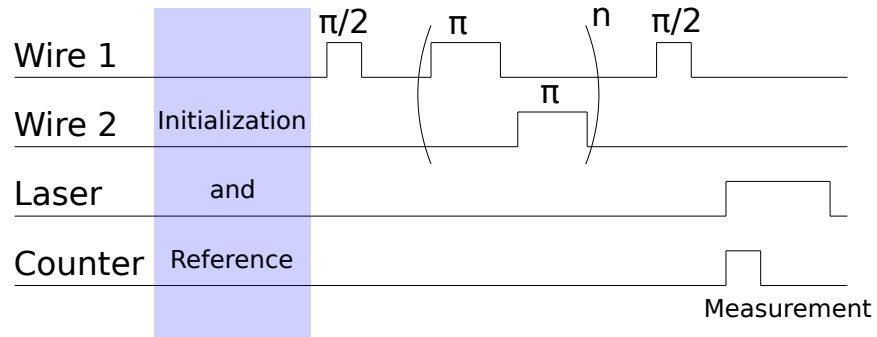 n
π/2 π π/2
Wire 1
π
Wire 2 Initialization
Laser and
Counter Reference
Measurement